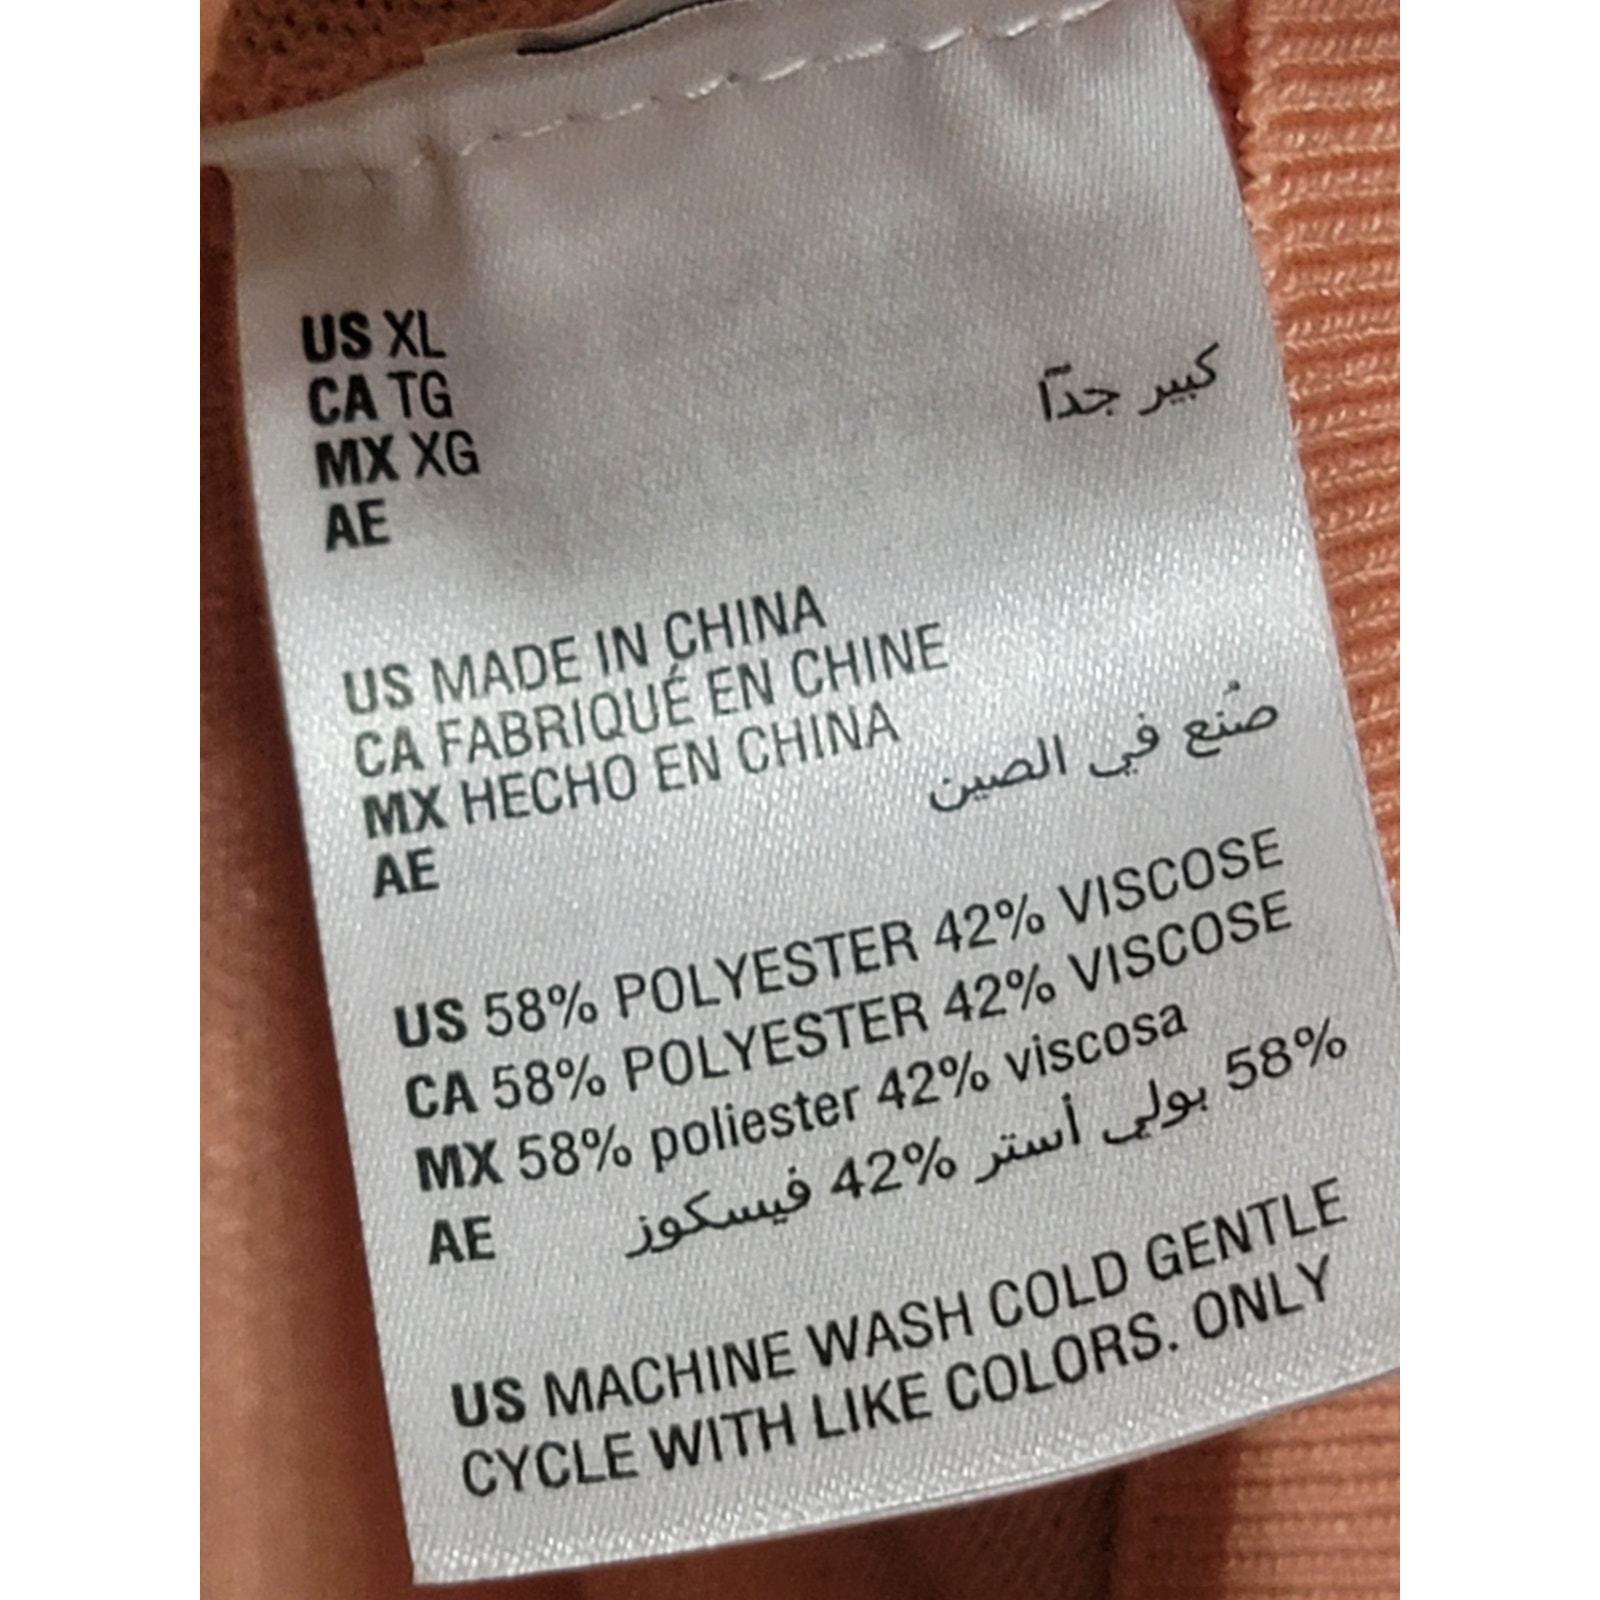 US XL
CA TG
MX XG
AE كبير جدًا
US MADE IN CHINA
CA FABRIQUÉ EN CHINE
MX HECHO EN CHINA
AE صُنع في الصين
US 58% POLYESTER 42% VISCOSE
CA 58% POLYESTER 42% VISCOSE
MX 58% poliester 42% viscosa
AE 58% بولي أستر 42% فيسكوز
US MACHINE WASH COLD GENTLE
CYCLE WITH LIKE COLORS. ONLY